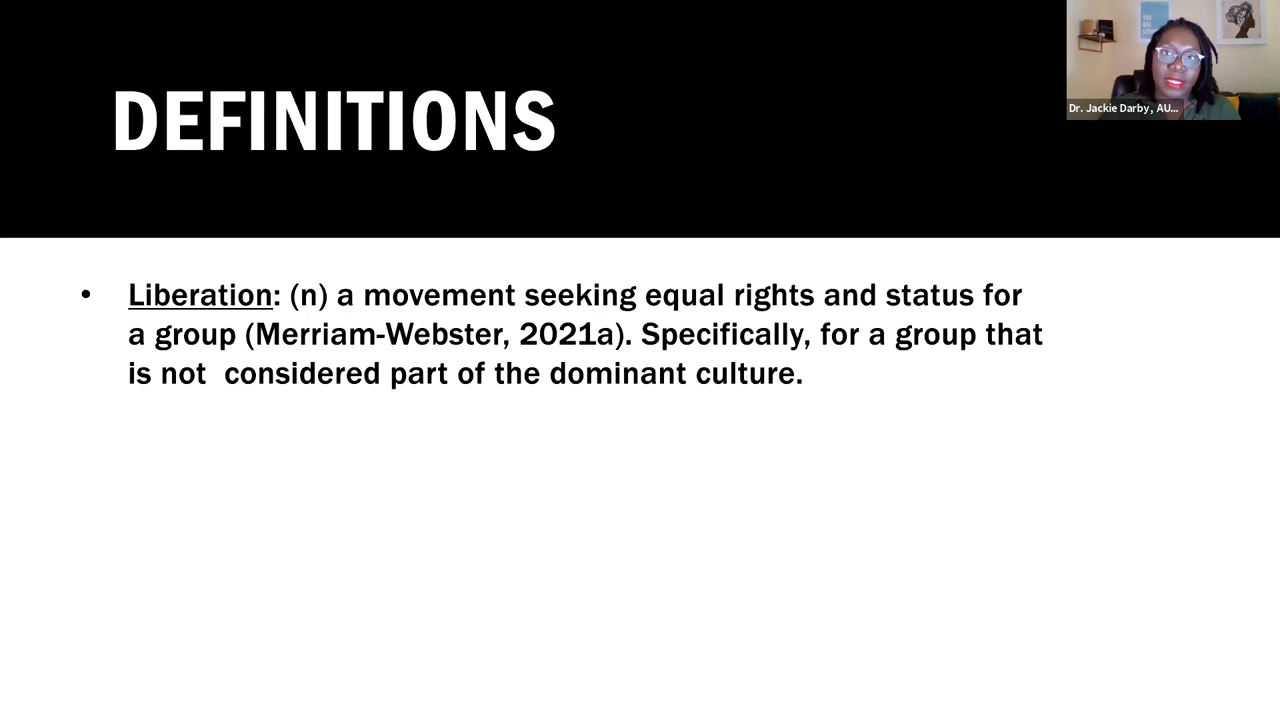 DEFINITIONS
Dr. Jackie Darby, AU...
• Liberation: (n) a movement seeking equal rights and status for
a group (Merriam-Webster, 2021a). Specifically, for a group that
is not  considered part of the dominant culture.